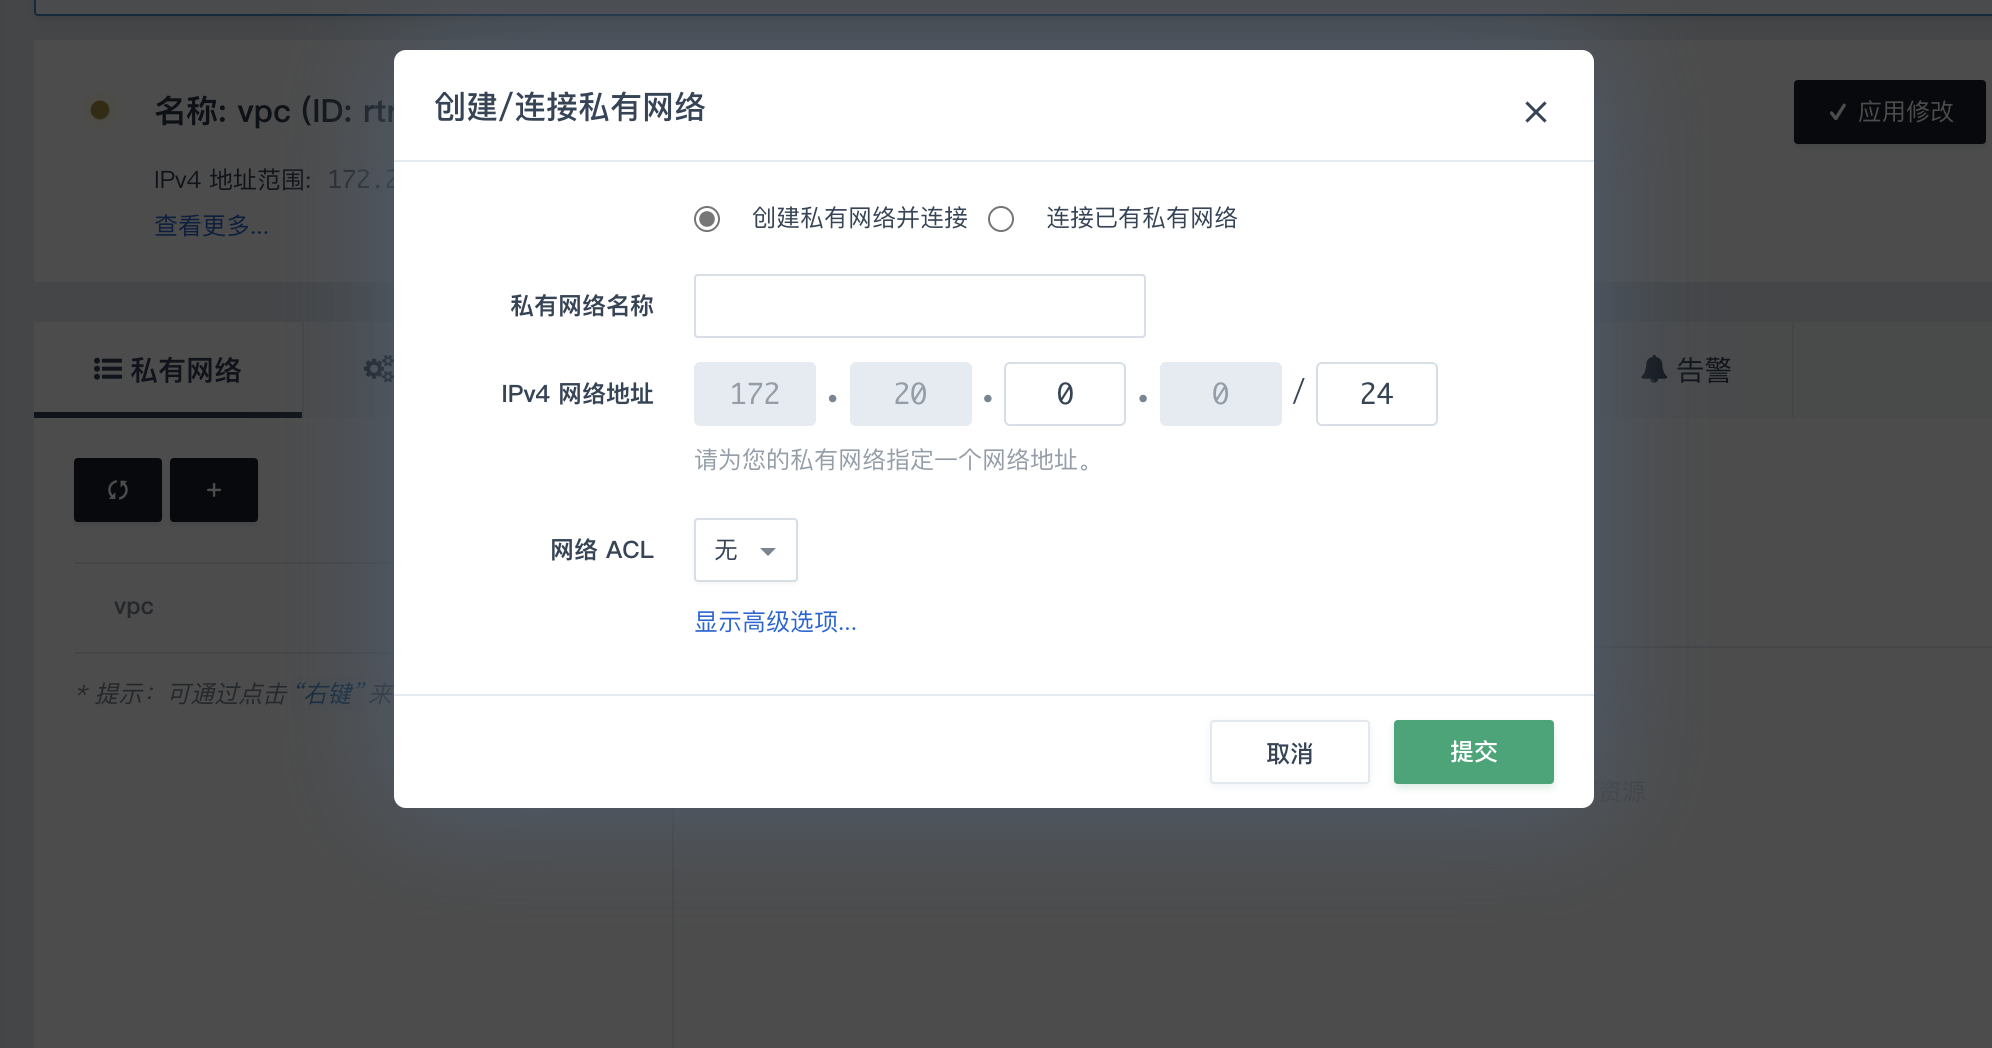 名称: vpc (ID: rtr
✓ 应用修改
IPv4 地址范围: 172.2
查看更多...
创建/连接私有网络
创建私有网络并连接 连接已有私有网络
私有网络名称
IPv4 网络地址 172 . 20 . 0 . 0 / 24
请为您的私有网络指定一个网络地址。
网络 ACL 无
显示高级选项...
取消 提交
私有网络
告警
vpc
* 提示：可通过点击“右键”来
资源